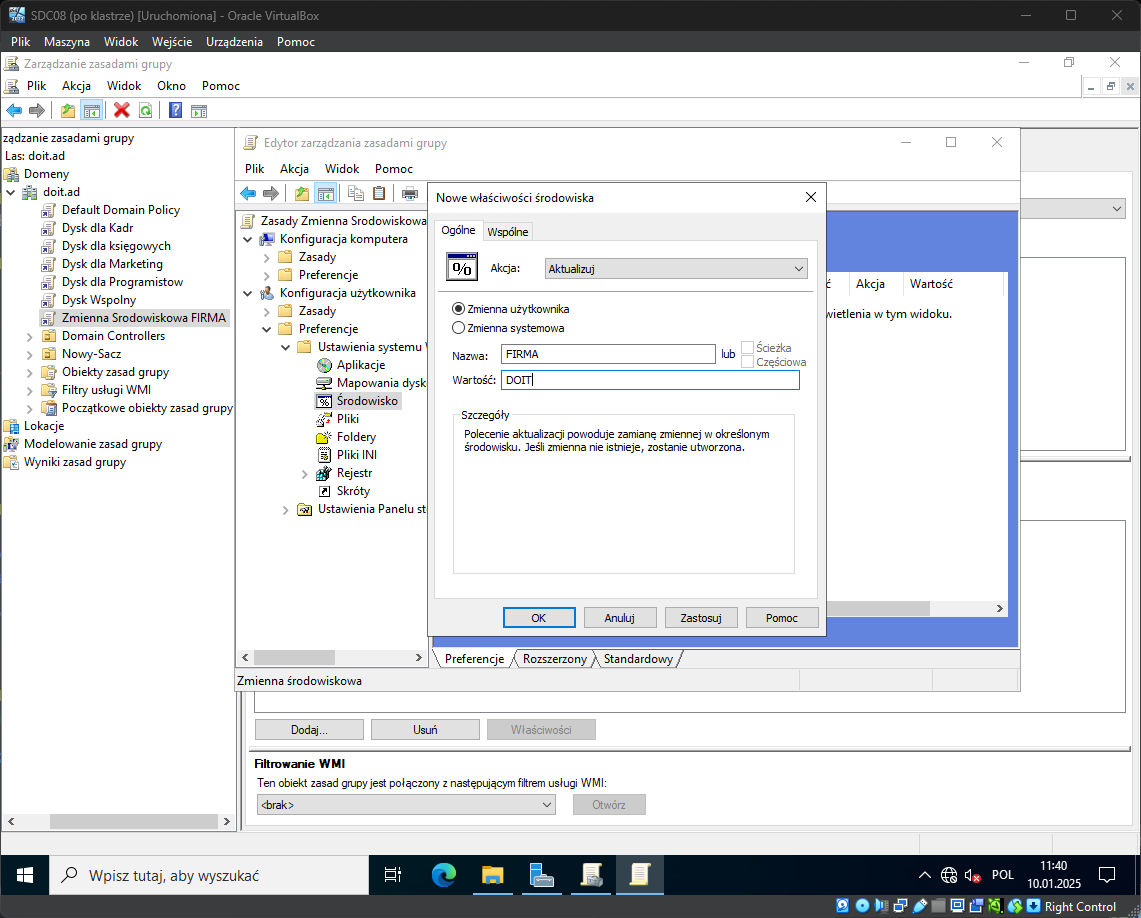 SDC08 (po klastrze) [Uruchomiona] - Oracle VirtualBox
Plik Maszyna Widok Wejście Urządzenia Pomoc
Zarządzanie zasadami grupy
Plik Akcja Widok Okno Pomoc
ządzanie zasadami grupy
Las: doit.ad
Domeny
doit.ad
Default Domain Policy
Dysk dla Kadr
Dysk dla księgowych
Dysk dla Marketing
Dysk dla Programistow
Dysk Wspolny
Zmienna Srodowiskowa FIRMA
Domain Controllers
Nowy-Sacz
Obiekty zasad grupy
Filtry usługi WMI
Początkowe obiekty zasad grupy
Lokacje
Modelowanie zasad grupy
Wyniki zasad grupy
Edytor zarządzania zasadami grupy
Plik Akcja Widok Pomoc
Zasady Zmienna Srodowiskowa
Konfiguracja komputera
Zasady
Preferencje
Konfiguracja użytkownika
Zasady
Preferencje
Ustawienia systemu
Aplikacje
Mapowania dysk
Środowisko
Pliki
Foldery
Pliki INI
Rejestr
Skróty
Ustawienia Panelu st
Nowe właściwości środowiska
Ogólne Wspólne
% Akcja: Aktualizuj
Zmienna użytkownika
Zmienna systemowa
Nazwa: FIRMA lub Ścieżka
Częściowa
Wartość: DOIT
Szczegóły
Polecenie aktualizacji powoduje zamianę zmiennej w określonym
środowisku. Jeśli zmienna nie istnieje, zostanie utworzona.
OK Anuluj Zastosuj Pomoc
ć Akcja Wartość
wietlenia w tym widoku.
Preferencje Rozszerzony Standardowy
Zmienna środowiskowa
Dodaj... Usuń Właściwości
Filtrowanie WMI
Ten obiekt zasad grupy jest połączony z następującym filtrem usługi WMI:
<brak> Otwórz
Wpisz tutaj, aby wyszukać
POL
11:40
10.01.2025
Right Control